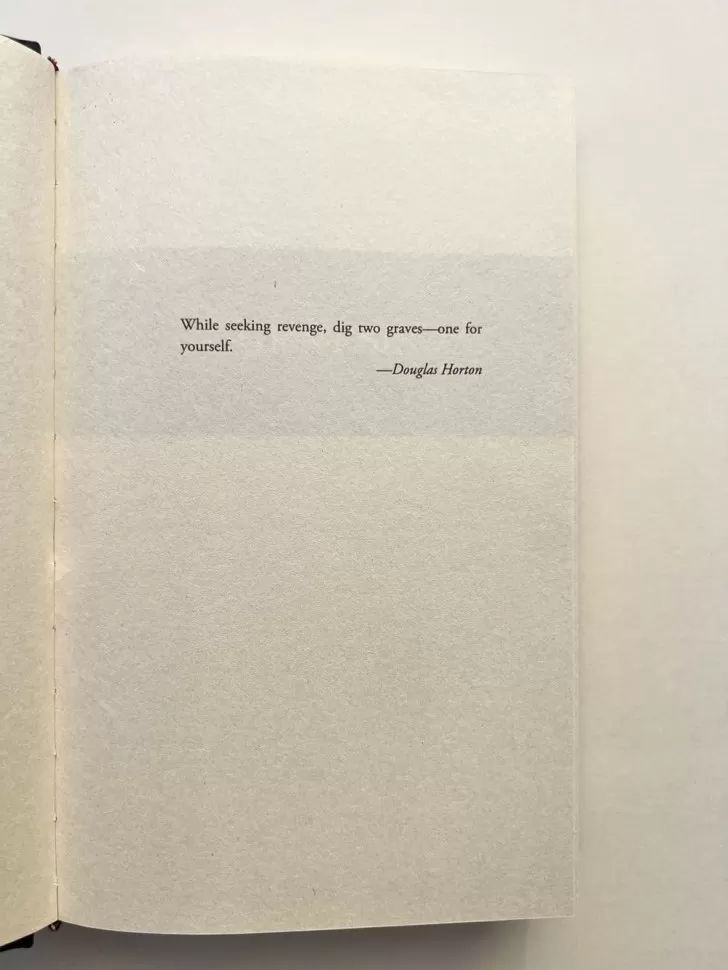 While seeking revenge, dig two graves—one for
yourself.
—Douglas Horton